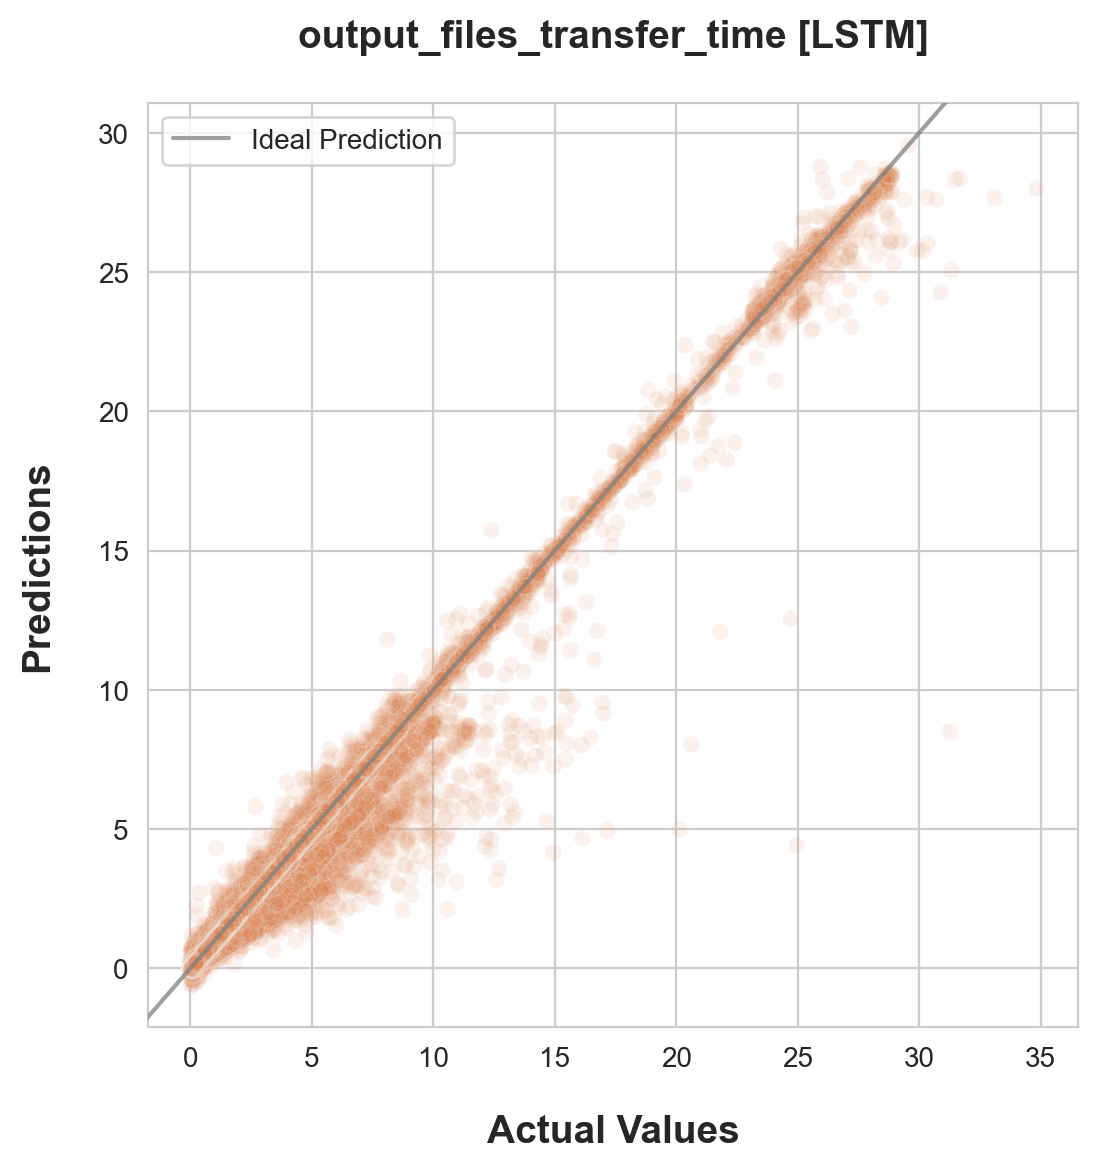 output_files_transfer_time [LSTM]
Ideal Prediction
30
25
20
15
10
5
0
Predictions
0 5 10 15 20 25 30 35
Actual Values